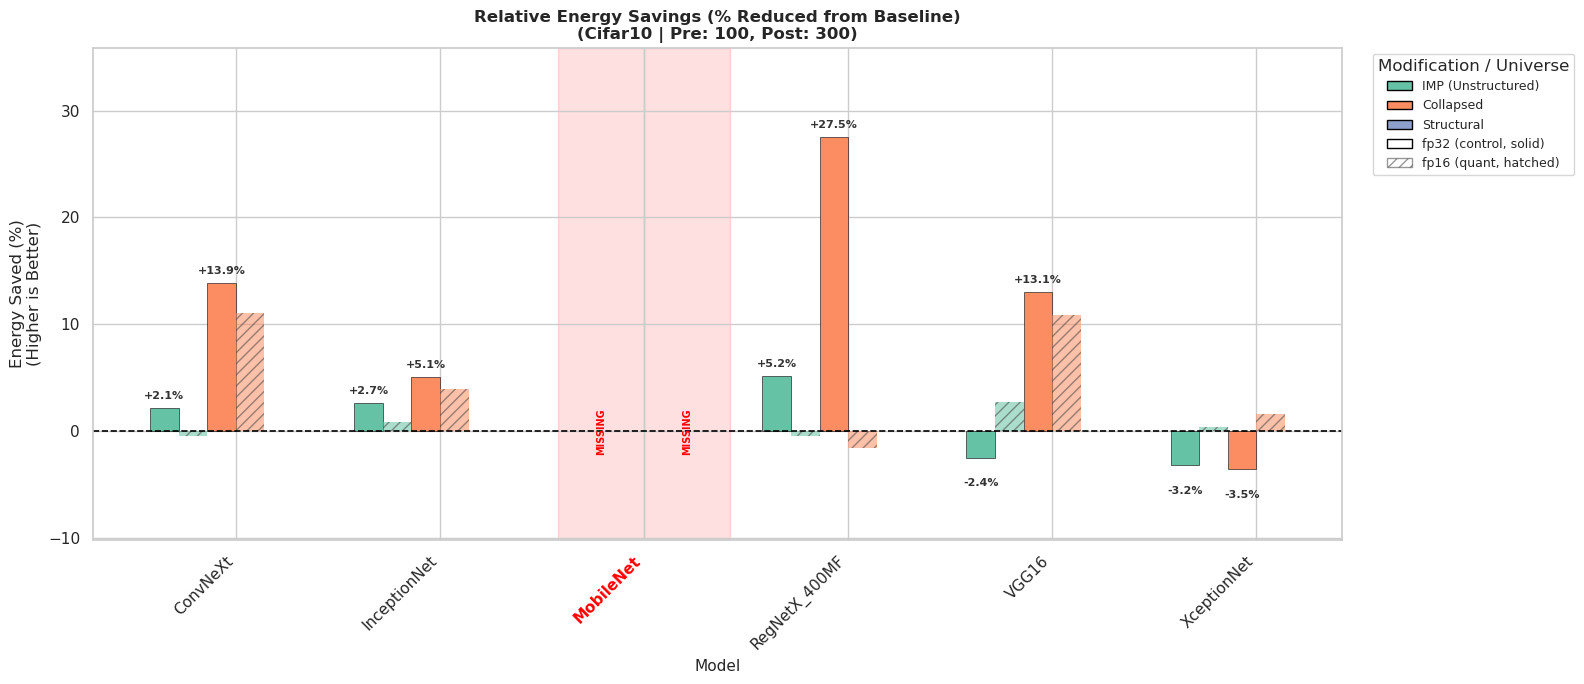 Relative Energy Savings (% Reduced from Baseline)
(Cifar10 | Pre: 100, Post: 300)
Energy Saved (%)
(Higher is Better)
30
20
10
0
−10
+2.1%
+13.9%
+2.7%
+5.1%
MISSING
MISSING
+5.2%
+27.5%
-2.4%
+13.1%
-3.2%
-3.5%
ConvNeXt
InceptionNet
MobileNet
RegNetX_400MF
VGG16
XceptionNet
Model
Modification / Universe
IMP (Unstructured)
Collapsed
Structural
fp32 (control, solid)
fp16 (quant, hatched)